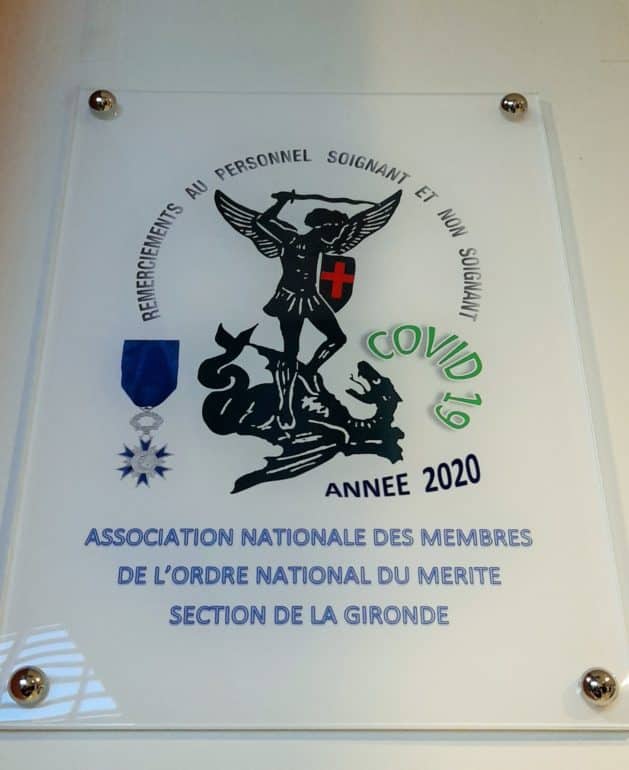 REMERCIEMENTS AU PERSONNEL SOIGNANT ET NON SOIGNANT
COVID 19
ANNEE 2020
ASSOCIATION NATIONALE DES MEMBRES
DE L'ORDRE NATIONAL DU MERITE
SECTION DE LA GIRONDE